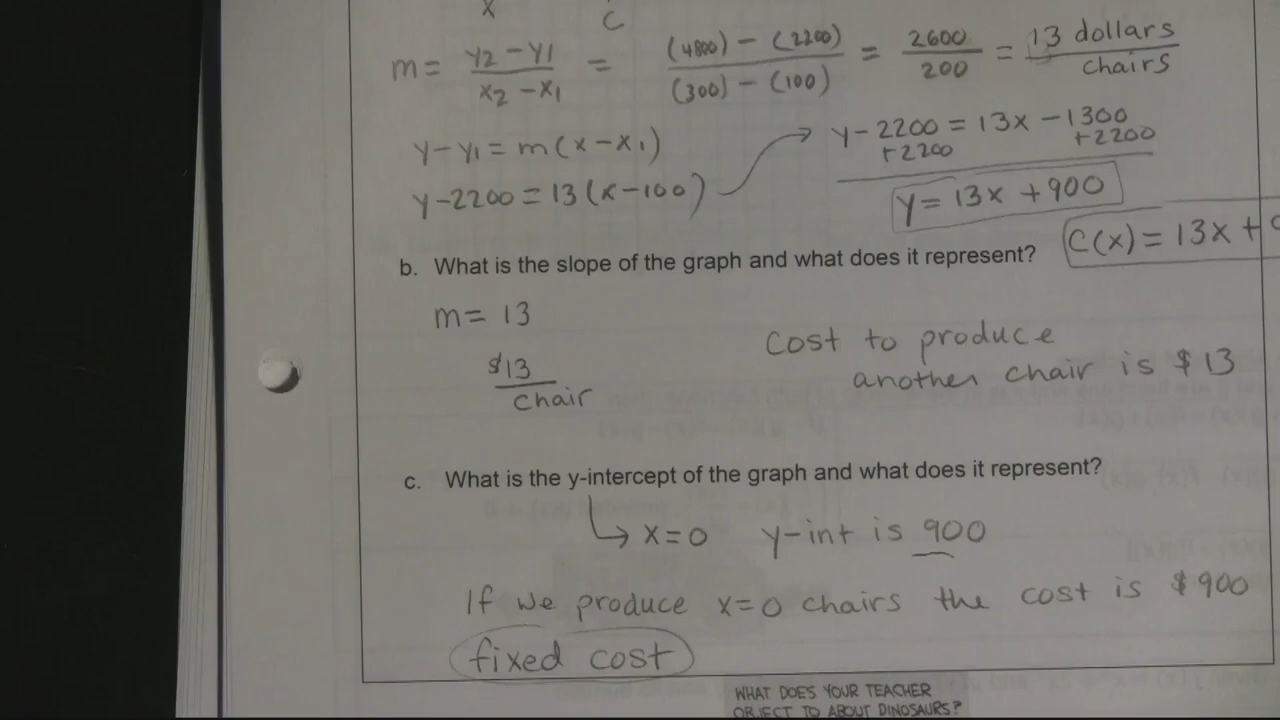 x C
m = y2 - y1 / x2 - x1 = (4800) - (2200) / (300) - (100) = 2600 / 200 = 13 dollars / chairs
y - y1 = m(x - x1)
y - 2200 = 13(x - 100)
y - 2200 = 13x - 1300
+2200 +2200
y = 13x + 900
C(x) = 13x +
b. What is the slope of the graph and what does it represent?
m = 13
$13 / chair
cost to produce
another chair is $13
c. What is the y-intercept of the graph and what does it represent?
↳ x=0 y-int is 900
If we produce x=0 chairs the cost is $900
fixed cost
WHAT DOES YOUR TEACHER
OBJECT TO ABOUT DINOSAURS?